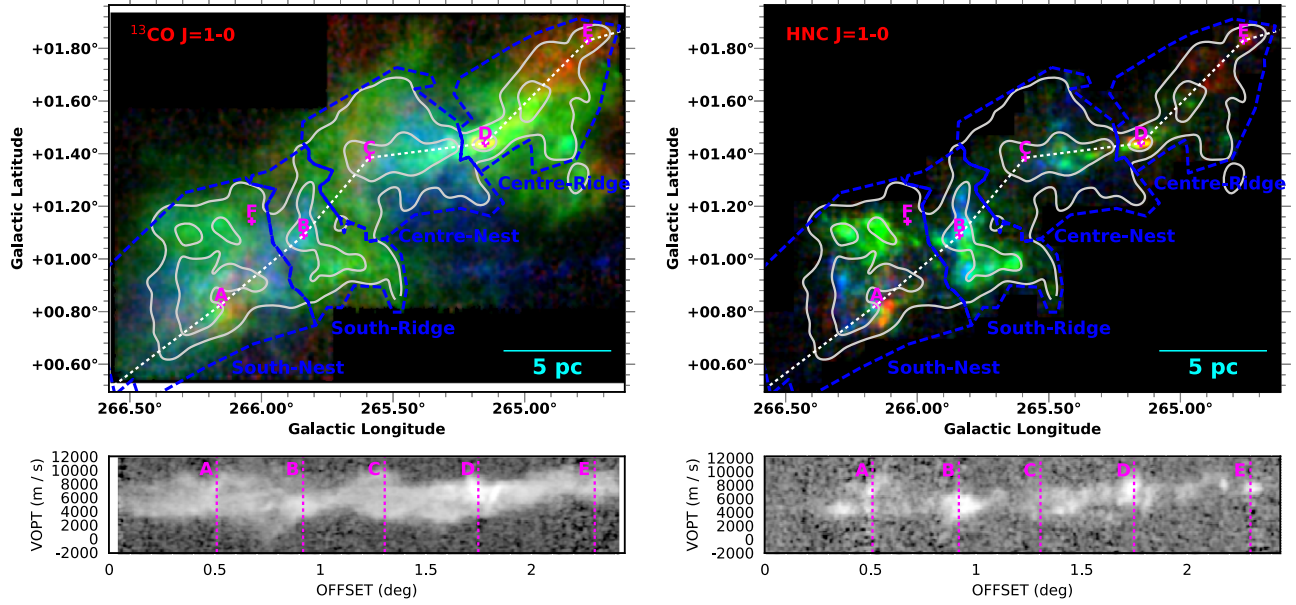 ¹³CO J=1-0
+01.80°
+01.60°
+01.40°
+01.20°
+01.00°
+00.80°
+00.60°
Galactic Latitude
E
D
C
F
B
A
Centre-Ridge
Centre-Nest
South-Ridge
South-Nest
5 pc
266.50°
266.00°
265.50°
265.00°
Galactic Longitude
HNC J=1-0
+01.80°
+01.60°
+01.40°
+01.20°
+01.00°
+00.80°
+00.60°
Galactic Latitude
E
D
C
F
B
A
Centre-Ridge
Centre-Nest
South-Ridge
South-Nest
5 pc
266.50°
266.00°
265.50°
265.00°
Galactic Longitude
12000
10000
8000
6000
4000
2000
0
-2000
VOPT (m / s)
A
B
C
D
E
0
0.5
1
1.5
2
OFFSET (deg)
12000
10000
8000
6000
4000
2000
0
-2000
VOPT (m / s)
A
B
C
D
E
0
0.5
1
1.5
2
OFFSET (deg)